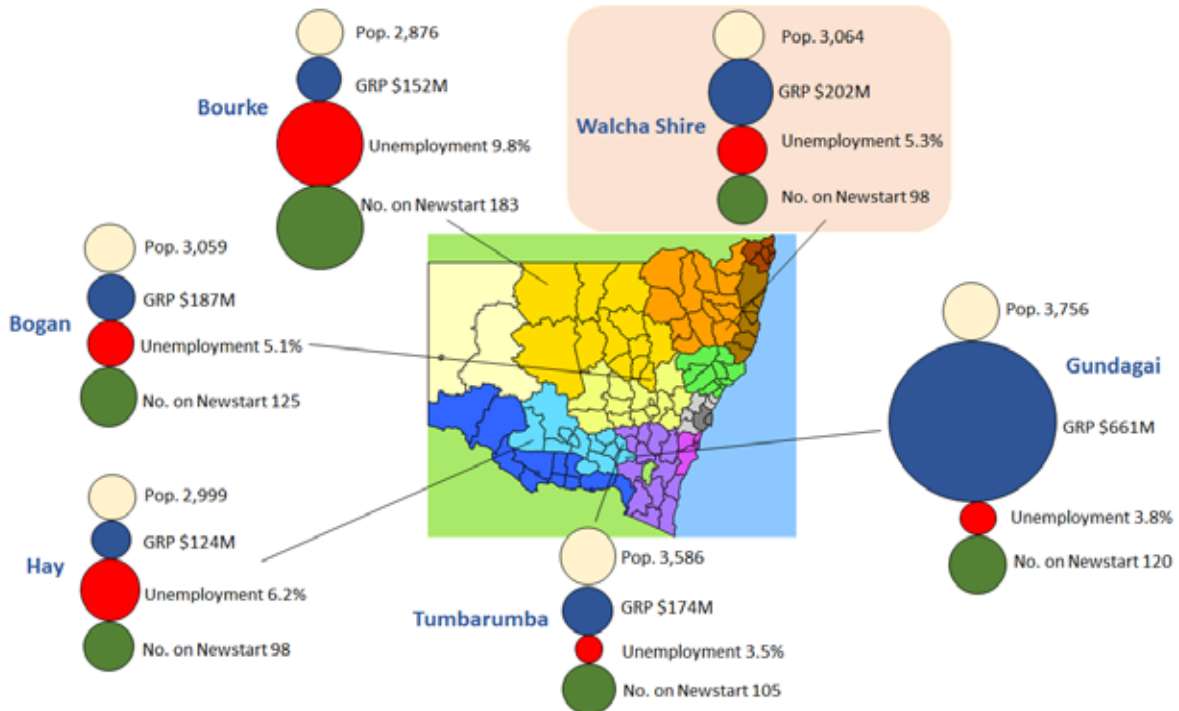 Bourke
Pop. 2,876
GRP $152M
Unemployment 9.8%
No. on Newstart 183
Walcha Shire
Pop. 3,064
GRP $202M
Unemployment 5.3%
No. on Newstart 98
Bogan
Pop. 3,059
GRP $187M
Unemployment 5.1%
No. on Newstart 125
Gundagai
Pop. 3,756
GRP $661M
Unemployment 3.8%
No. on Newstart 120
Hay
Pop. 2,999
GRP $124M
Unemployment 6.2%
No. on Newstart 98
Tumbarumba
Pop. 3,586
GRP $174M
Unemployment 3.5%
No. on Newstart 105